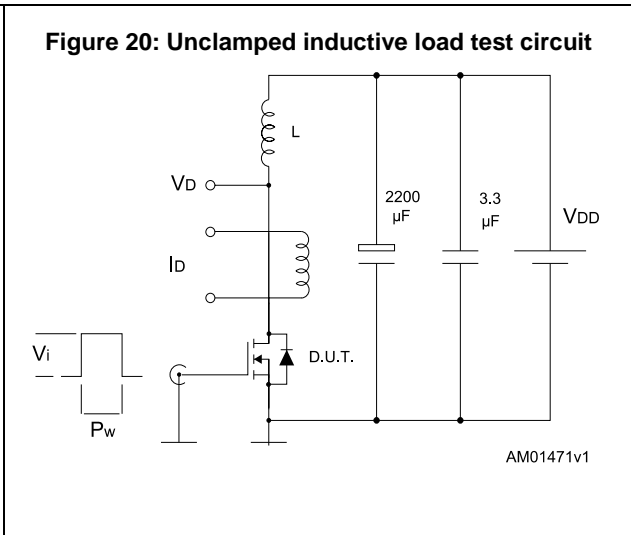 Figure 20: Unclamped inductive load test circuit
L
VD
2200
µF
3.3
µF
VDD
ID
Vi
D.U.T.
Pw
AM01471v1